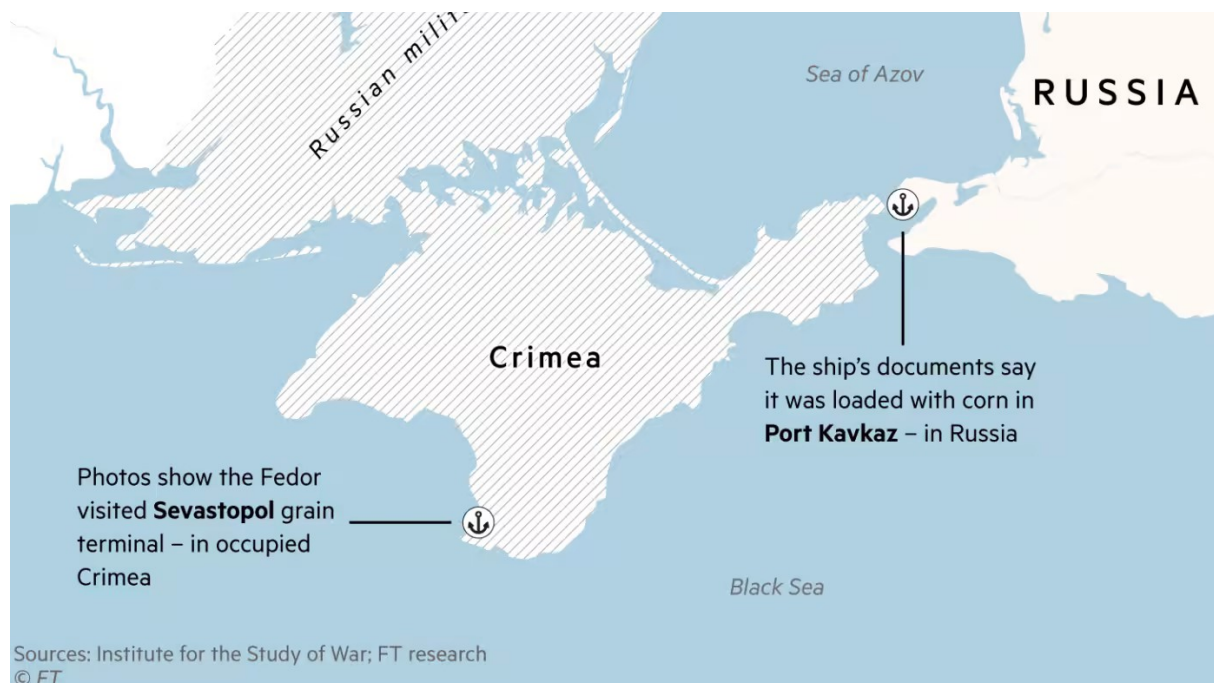 Russian
Sea of Azov
RUSSIA
Crimea
The ship’s documents say
it was loaded with corn in
Port Kavkaz – in Russia
Photos show the Fedor
visited Sevastopol grain
terminal – in occupied
Crimea
Black Sea
Sources: Institute for the Study of War; FT research
© FT